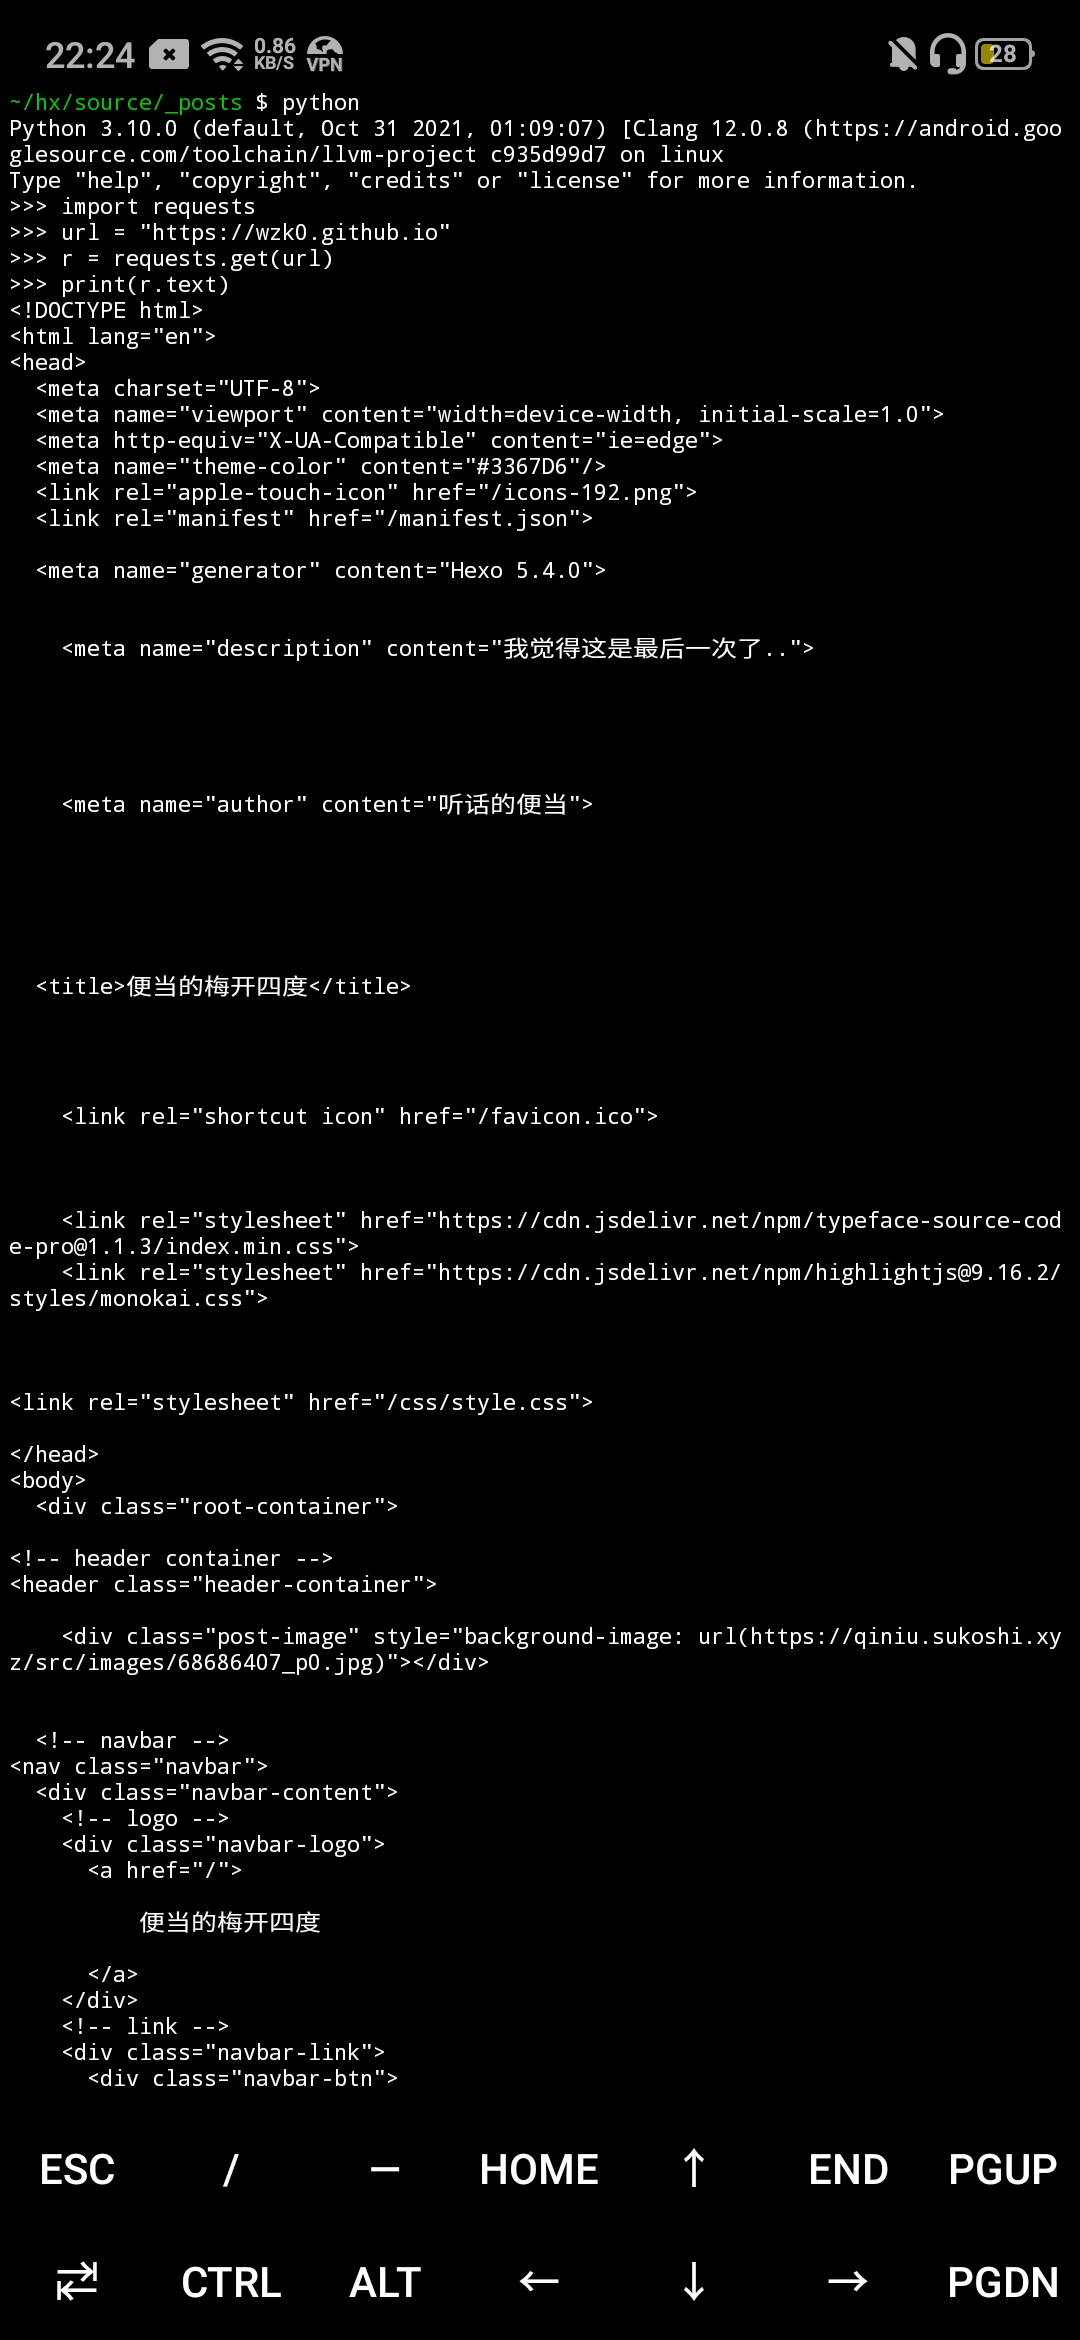 22:24 0.86 KB/S VPN 28
~/hx/source/_posts $ python
Python 3.10.0 (default, Oct 31 2021, 01:09:07) [Clang 12.0.8 (https://android.goo
glesource.com/toolchain/llvm-project c935d99d7 on linux
Type "help", "copyright", "credits" or "license" for more information.
>>> import requests
>>> url = "https://wzk0.github.io"
>>> r = requests.get(url)
>>> print(r.text)
<!DOCTYPE html>
<html lang="en">
<head>
  <meta charset="UTF-8">
  <meta name="viewport" content="width=device-width, initial-scale=1.0">
  <meta http-equiv="X-UA-Compatible" content="ie=edge">
  <meta name="theme-color" content="#3367D6"/>
  <link rel="apple-touch-icon" href="/icons-192.png">
  <link rel="manifest" href="/manifest.json">
  <meta name="generator" content="Hexo 5.4.0">
    <meta name="description" content="我觉得这是最后一次了..">
    <meta name="author" content="听话的便当">
  <title>便当的梅开四度</title>
    <link rel="shortcut icon" href="/favicon.ico">
    <link rel="stylesheet" href="https://cdn.jsdelivr.net/npm/typeface-source-cod
e-pro@1.1.3/index.min.css">
    <link rel="stylesheet" href="https://cdn.jsdelivr.net/npm/highlightjs@9.16.2/
styles/monokai.css">
<link rel="stylesheet" href="/css/style.css">
</head>
<body>
  <div class="root-container">
<!-- header container -->
<header class="header-container">
    <div class="post-image" style="background-image: url(https://qiniu.sukoshi.xy
z/src/images/68686407_p0.jpg)"></div>
  <!-- navbar -->
<nav class="navbar">
  <div class="navbar-content">
    <!-- logo -->
    <div class="navbar-logo">
      <a href="/">
          便当的梅开四度
      </a>
    </div>
    <!-- link -->
    <div class="navbar-link">
      <div class="navbar-btn">
ESC / — HOME ↑ END PGUP
⇄ CTRL ALT ← ↓ → PGDN